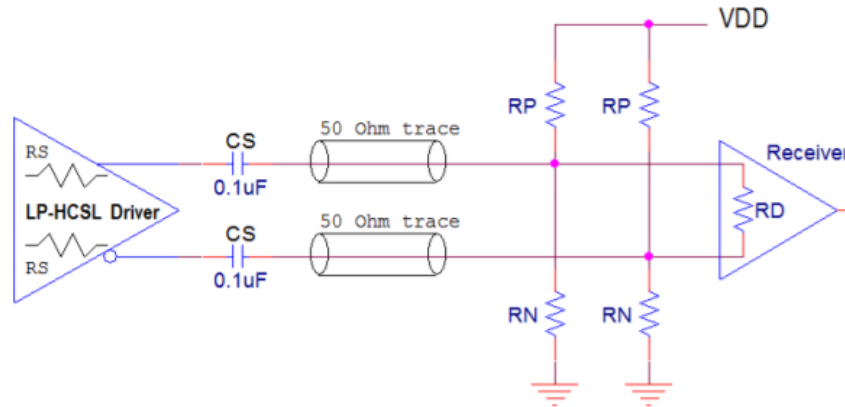 VDD
RP
RP
50 Ohm trace
CS
0.1uF
RS
LP-HCSL Driver
RS
Receiver
RD
50 Ohm trace
CS
0.1uF
RN
RN